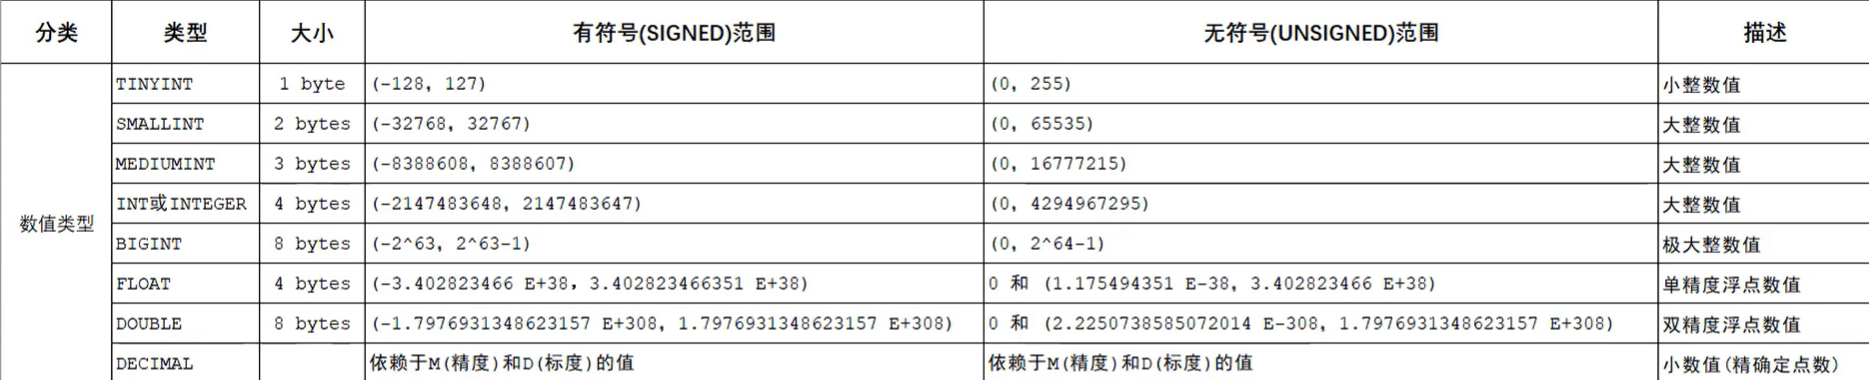 分类 类型 大小 有符号(SIGNED)范围 无符号(UNSIGNED)范围 描述
数值类型
TINYINT 1 byte (-128, 127) (0, 255) 小整数值
SMALLINT 2 bytes (-32768, 32767) (0, 65535) 大整数值
MEDIUMINT 3 bytes (-8388608, 8388607) (0, 16777215) 大整数值
INT或INTEGER 4 bytes (-2147483648, 2147483647) (0, 4294967295) 大整数值
BIGINT 8 bytes (-2^63, 2^63-1) (0, 2^64-1) 极大整数值
FLOAT 4 bytes (-3.402823466 E+38, 3.402823466351 E+38) 0 和 (1.175494351 E-38, 3.402823466 E+38) 单精度浮点数值
DOUBLE 8 bytes (-1.7976931348623157 E+308, 1.7976931348623157 E+308) 0 和 (2.2250738585072014 E-308, 1.7976931348623157 E+308) 双精度浮点数值
DECIMAL 依赖于M(精度)和D(标度)的值 依赖于M(精度)和D(标度)的值 小数值(精确定点数)